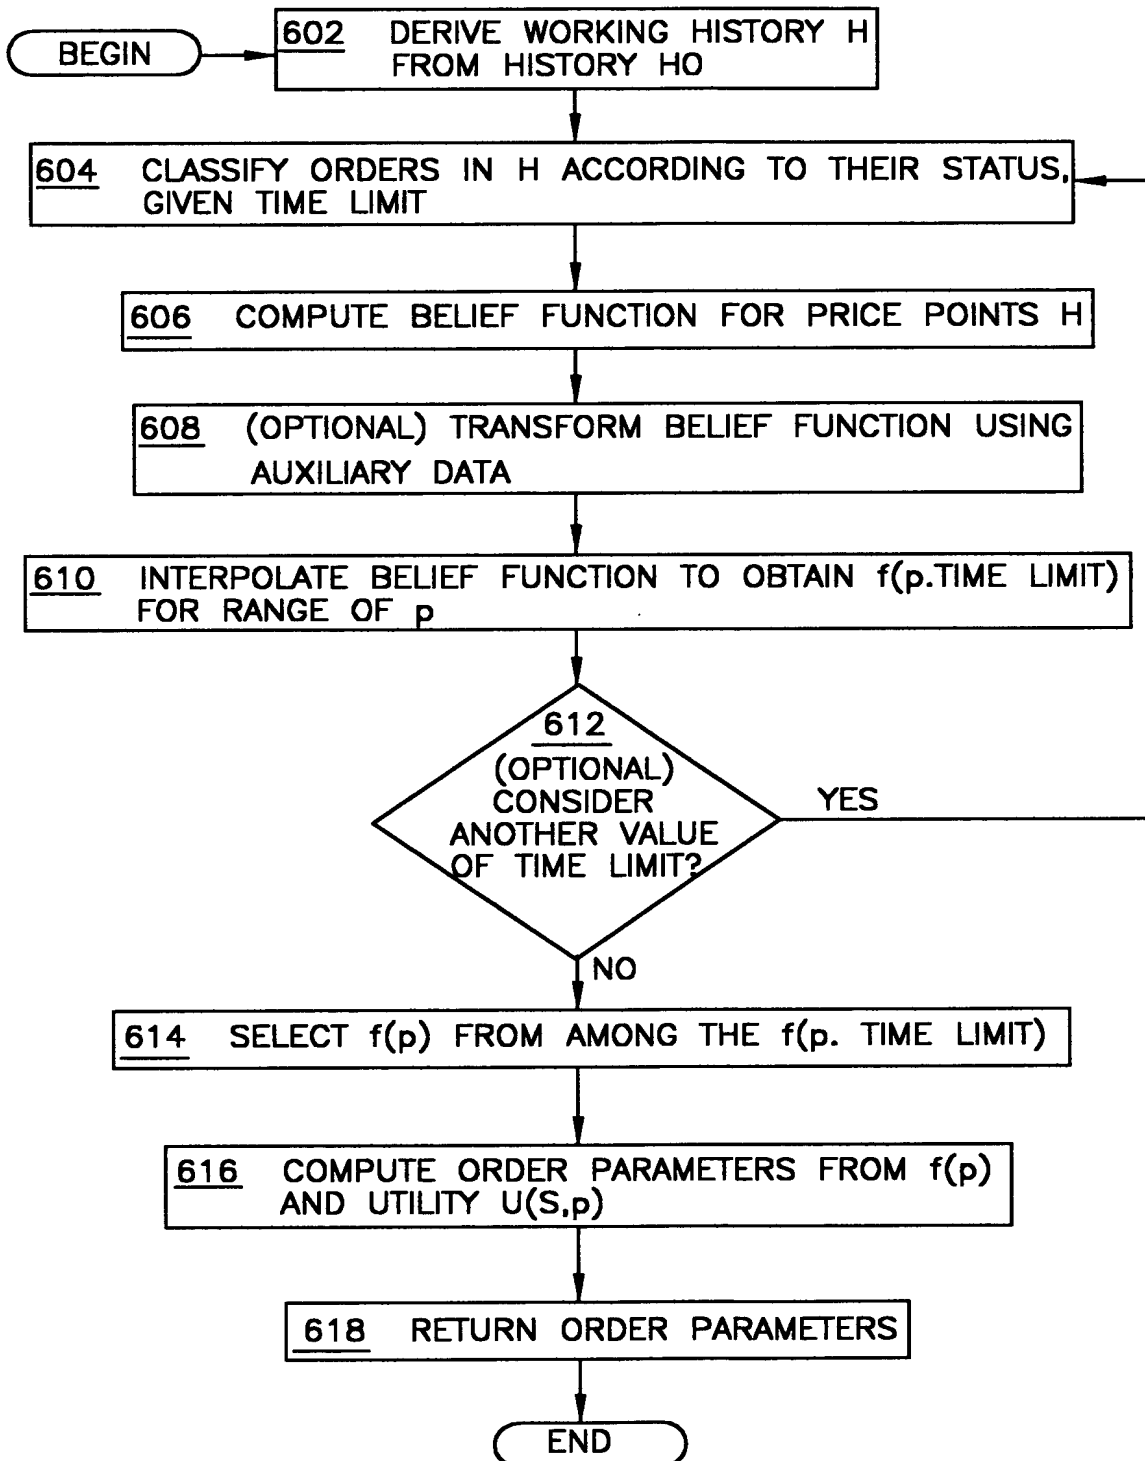 BEGIN
602 DERIVE WORKING HISTORY H
FROM HISTORY HO
604 CLASSIFY ORDERS IN H ACCORDING TO THEIR STATUS,
GIVEN TIME LIMIT
606 COMPUTE BELIEF FUNCTION FOR PRICE POINTS H
608 (OPTIONAL) TRANSFORM BELIEF FUNCTION USING
AUXILIARY DATA
610 INTERPOLATE BELIEF FUNCTION TO OBTAIN f(p.TIME LIMIT)
FOR RANGE OF p
612
(OPTIONAL)
CONSIDER
ANOTHER VALUE
OF TIME LIMIT?
YES
NO
614 SELECT f(p) FROM AMONG THE f(p. TIME LIMIT)
616 COMPUTE ORDER PARAMETERS FROM f(p)
AND UTILITY U(S,p)
618 RETURN ORDER PARAMETERS
END